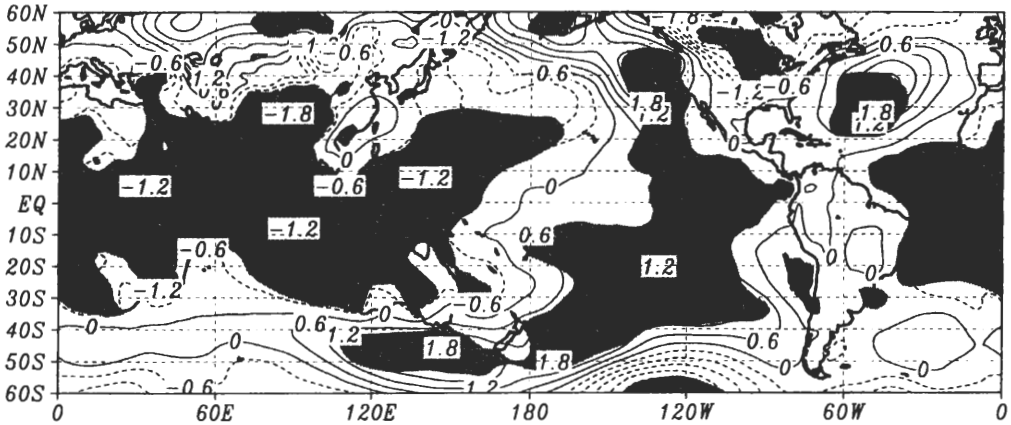 60N
-1.8 0.6
50N -0.6 1 -0.6 -1.2
40N 1.2 0.6 -1.2 -0.6
30N -1.8 1.8 1.2 1.8 1.2
20N 0 0
10N -1.2 -0.6 -1.2 0
EQ
10S -0.6 -1.2 0.6 0
20S 1.2 0
30S -1.2 0 -0.6
40S 0 0 0.6 1.2 1.8 0.6
50S -0.6 1.8 0 0
60S 1.2
0 60E 120E 180 120W 60W 0